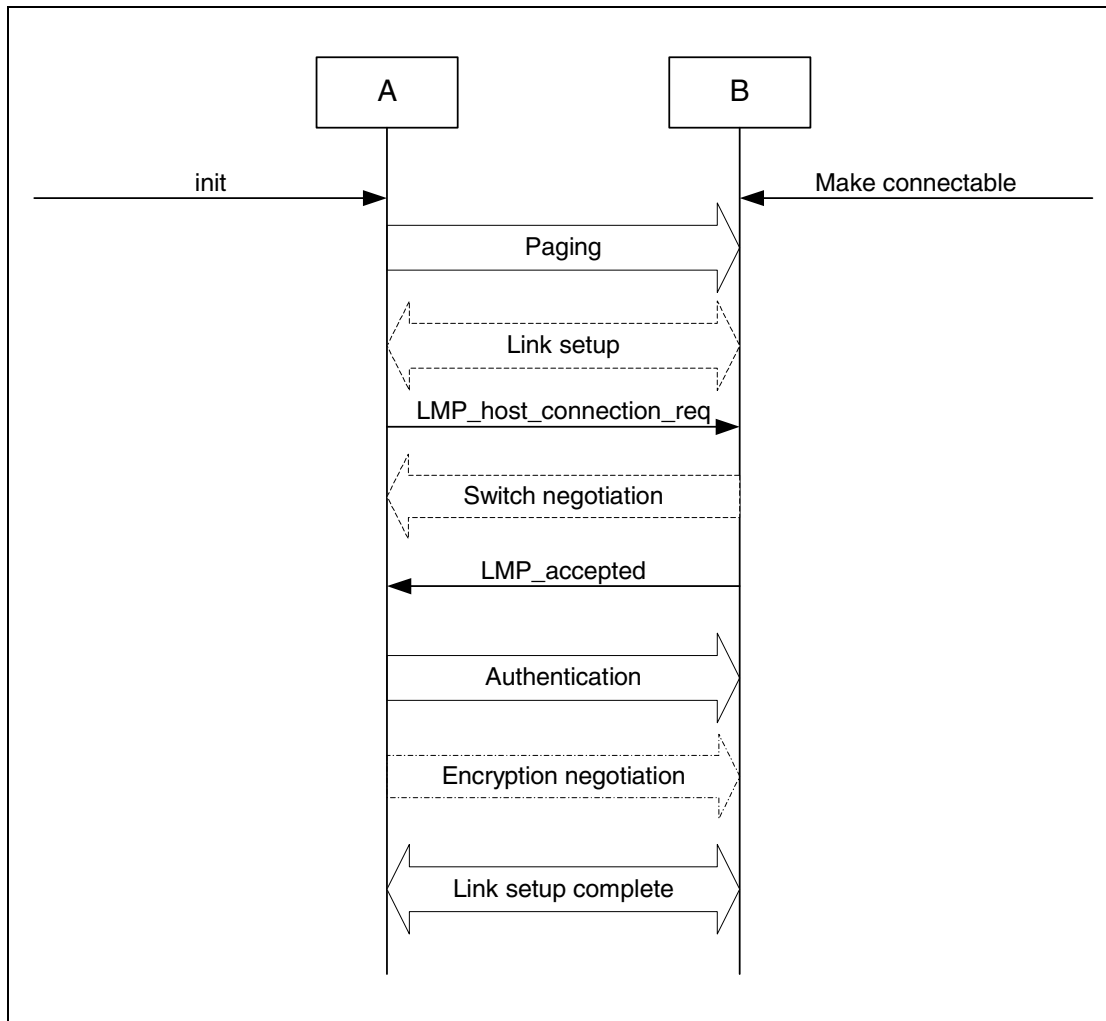 A
B
init
Make connectable
Paging
Link setup
LMP_host_connection_req
Switch negotiation
LMP_accepted
Authentication
Encryption negotiation
Link setup complete